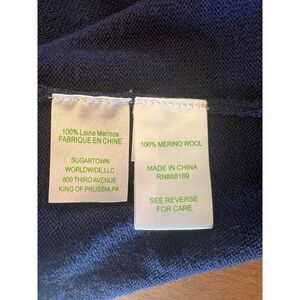 100% Laine Merinos
FABRIQUE EN CHINE
SUGARTOWN
WORLDWIDE,LLC
800 THIRD AVENUE
KING OF PRUSSIA,PA
100% MERINO WOOL
MADE IN CHINA
RN#88189
SEE REVERSE
FOR CARE